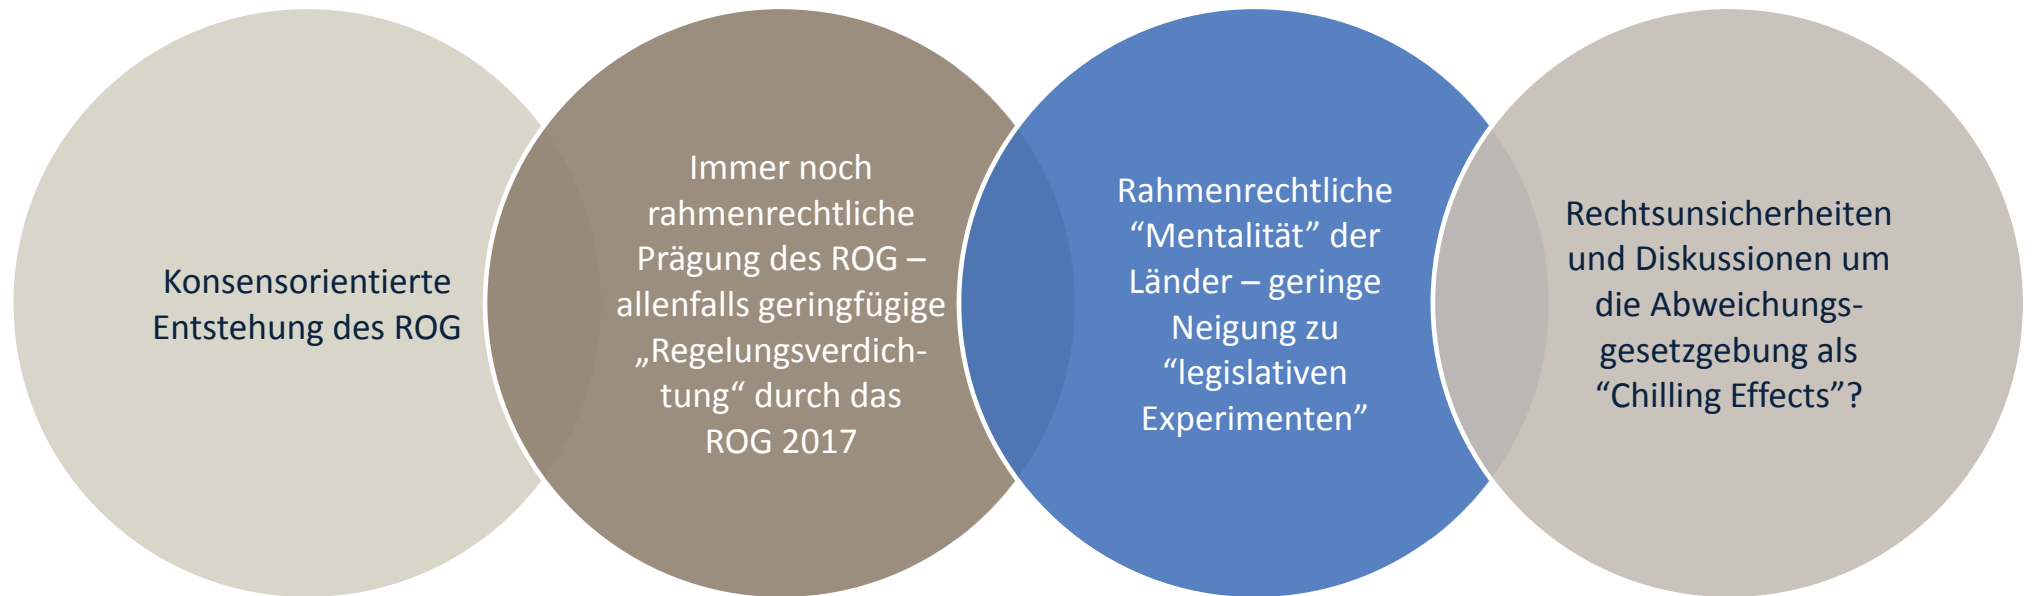 Konsensorientierte
Entstehung des ROG
Immer noch
rahmenrechtliche
Prägung des ROG –
allenfalls geringfügige
„Regelungsverdich-
tung“ durch das
ROG 2017
Rahmenrechtliche
“Mentalität” der
Länder – geringe
Neigung zu
“legislativen
Experimenten”
Rechtsunsicherheiten
und Diskussionen um
die Abweichungs-
gesetzgebung als
“Chilling Effects”?